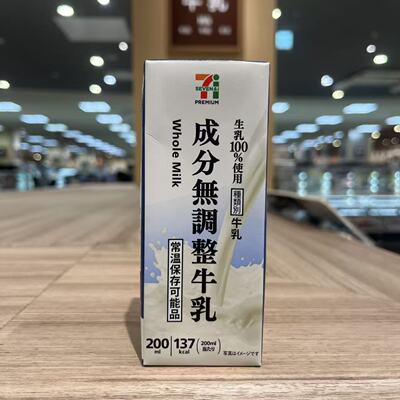 牛乳
SEVEN&i
PREMIUM
生乳100%使用
種類別 牛乳
成分無調整牛乳
Whole Milk
常温保存可能品
200ml 137kcal (200ml当たり)
写真はイメージです